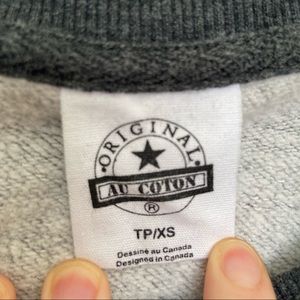 ORIGINAL
AU COTON
®
TP/XS
Dessiné au Canada
Designed in Canada